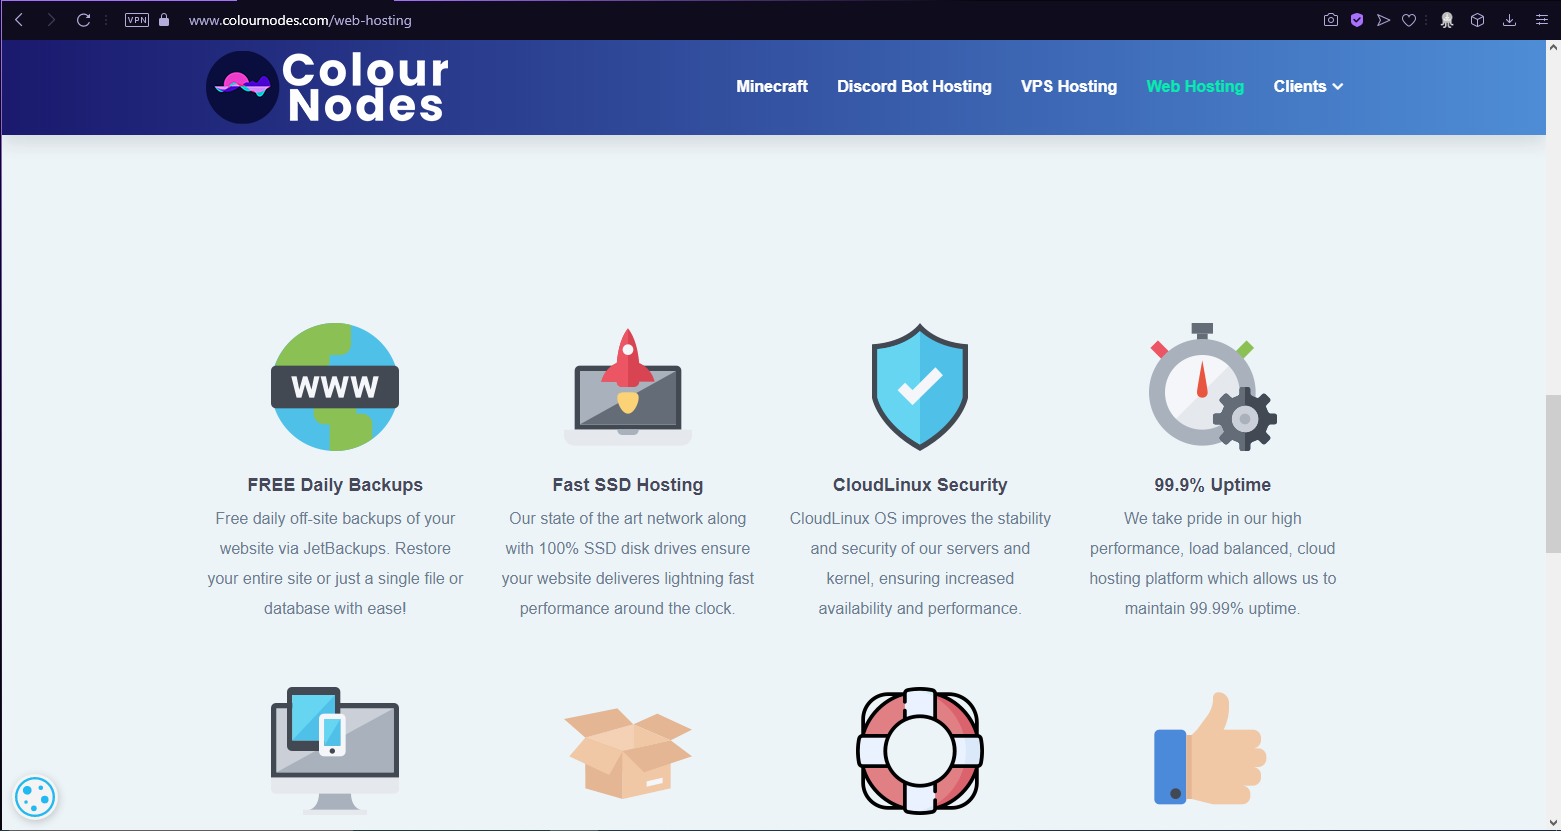 VPN www.colournodes.com/web-hosting
Colour
Nodes
Minecraft Discord Bot Hosting VPS Hosting Web Hosting Clients
WWW
FREE Daily Backups
Free daily off-site backups of your
website via JetBackups. Restore
your entire site or just a single file or
database with ease!
Fast SSD Hosting
Our state of the art network along
with 100% SSD disk drives ensure
your website deliveres lightning fast
performance around the clock.
CloudLinux Security
CloudLinux OS improves the stability
and security of our servers and
kernel, ensuring increased
availability and performance.
99.9% Uptime
We take pride in our high
performance, load balanced, cloud
hosting platform which allows us to
maintain 99.99% uptime.